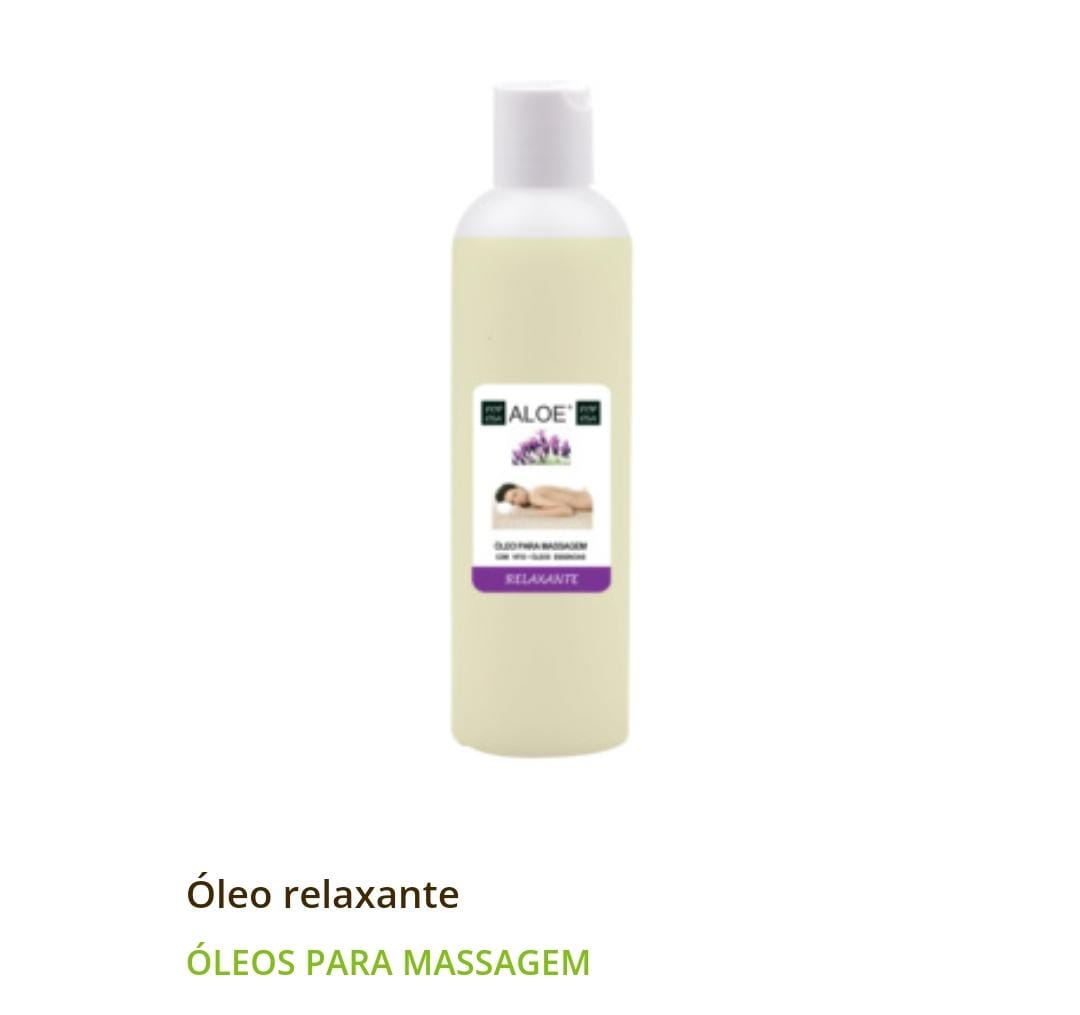 ALOE
ÓLEO PARA MASSAGEM
RELAXANTE
Óleo relaxante
ÓLEOS PARA MASSAGEM